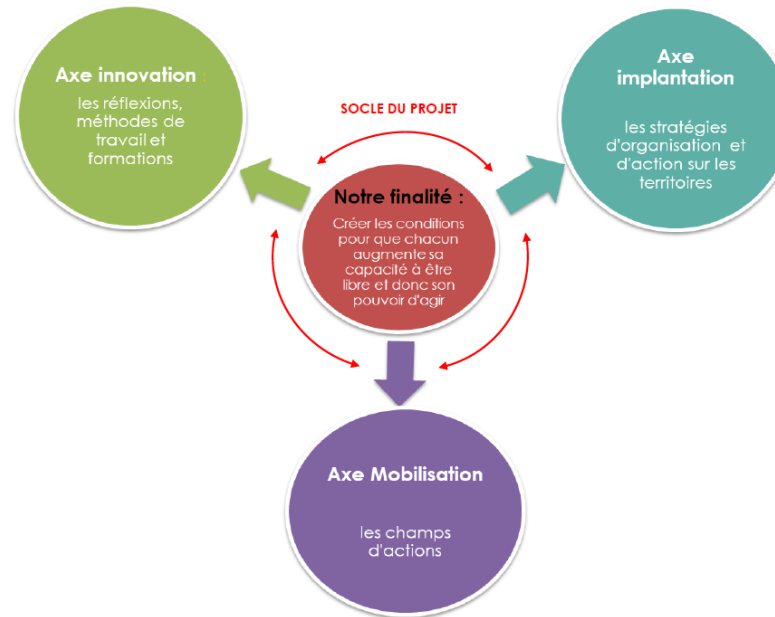 Axe innovation :
les réflexions,
méthodes de
travail et
formations
SOCLE DU PROJET
Axe
implantation
les stratégies
d'organisation et
d'action sur les
territoires
Notre finalité :
Créer les conditions
pour que chacun
augmente sa
capacité à être
libre et donc son
pouvoir d'agir
Axe Mobilisation
les champs
d'actions